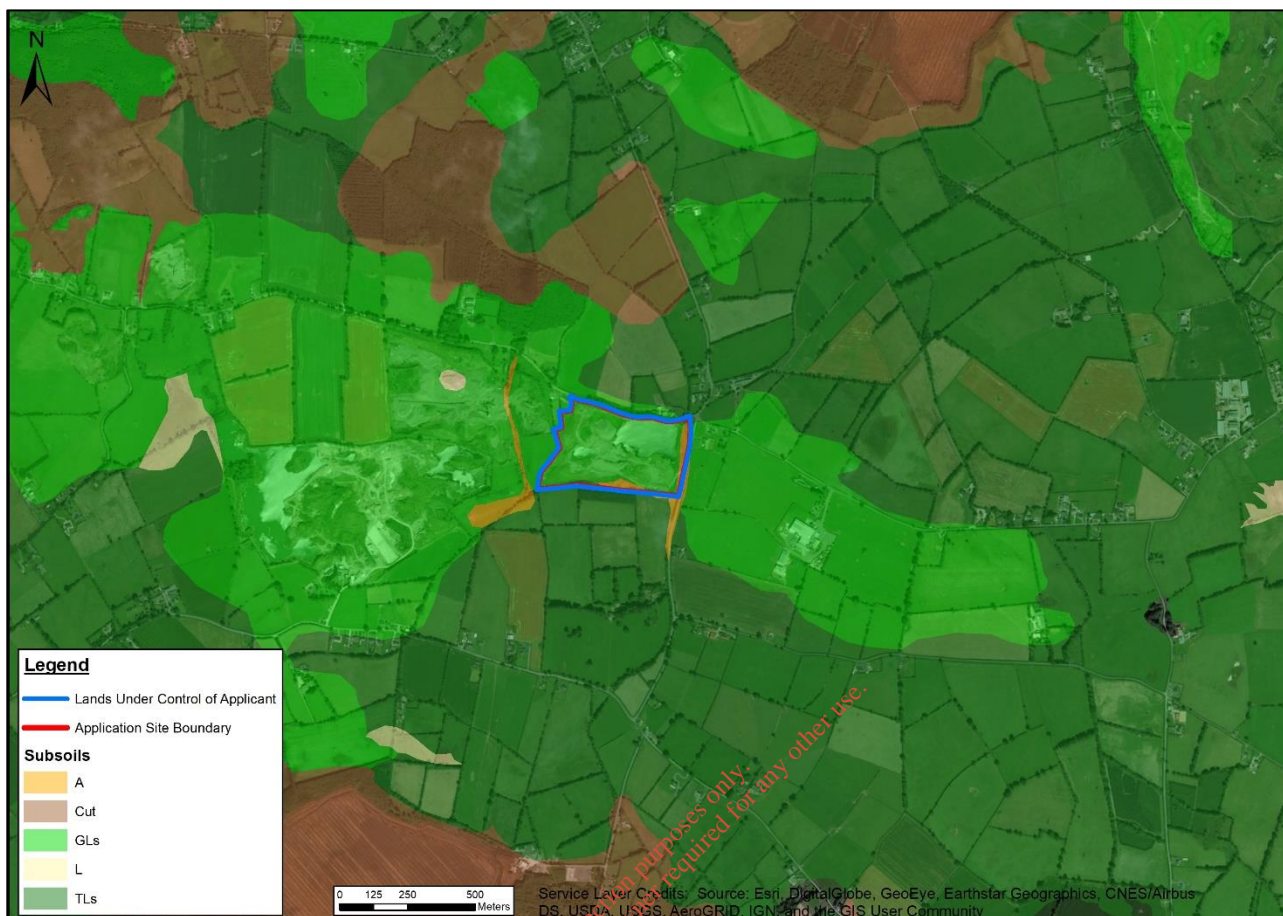 N
Legend
Lands Under Control of Applicant
Application Site Boundary
Subsoils
A
Cut
GLs
L
TLs
0 125 250 500
Meters
purposes only.
required for any other use.
Service Layer Credits: Source: Esri, DigitalGlobe, GeoEye, Earthstar Geographics, CNES/Airbus
DS, USDA, USGS, AeroGRID, IGN, and the GIS User Community